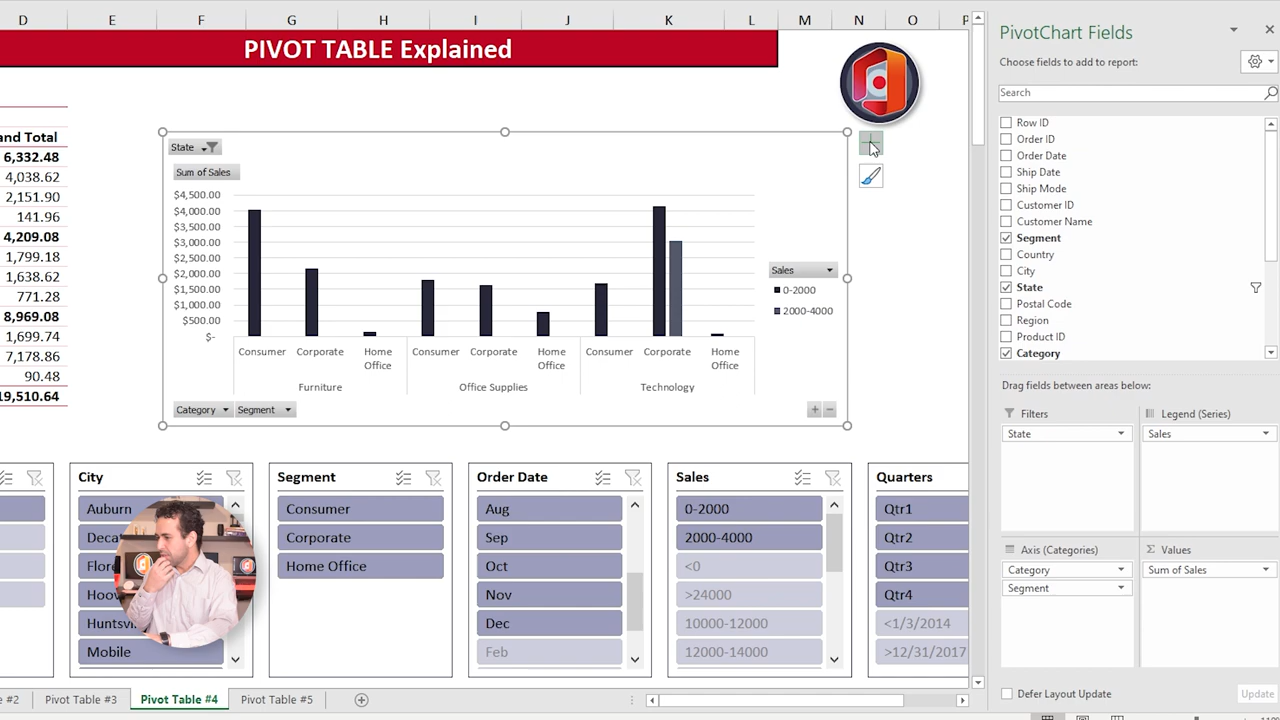 D E F G H I J K L M N O P
PIVOT TABLE Explained
and Total
6,332.48
4,038.62
2,151.90
141.96
4,209.08
1,799.18
1,638.62
771.28
8,969.08
1,699.74
7,178.86
90.48
19,510.64
State
Sum of Sales
$4,500.00
$4,000.00
$3,500.00
$3,000.00
$2,500.00
$2,000.00
$1,500.00
$1,000.00
$500.00
$-
Consumer Corporate Home Office Consumer Corporate Home Office Consumer Corporate Home Office
Furniture Office Supplies Technology
Sales
0-2000
2000-4000
Category Segment
City
Auburn
Deca
Flore
Hoov
Huntsvi
Mobile
Segment
Consumer
Corporate
Home Office
Order Date
Aug
Sep
Oct
Nov
Dec
Feb
Sales
0-2000
2000-4000
<0
>24000
10000-12000
12000-14000
Quarters
Qtr1
Qtr2
Qtr3
Qtr4
<1/3/2014
>12/31/2017
e #2 Pivot Table #3 Pivot Table #4 Pivot Table #5
PivotChart Fields
Choose fields to add to report:
Search
Row ID
Order ID
Order Date
Ship Date
Ship Mode
Customer ID
Customer Name
Segment
Country
City
State
Postal Code
Region
Product ID
Category
Drag fields between areas below:
Filters
State
Legend (Series)
Sales
Axis (Categories)
Category
Segment
Values
Sum of Sales
Defer Layout Update Update